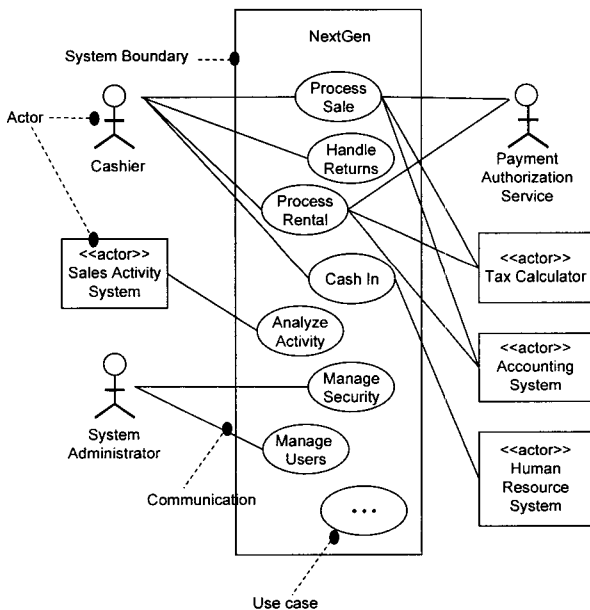 NextGen
System Boundary
Process
Sale
Actor
Cashier
Handle
Returns
Payment
Authorization
Service
Process
Rental
<<actor>>
Sales Activity
System
Cash In
<<actor>>
Tax Calculator
Analyze
Activity
<<actor>>
Accounting
System
Manage
Security
System
Administrator
Manage
Users
<<actor>>
Human
Resource
System
Communication
...
Use case